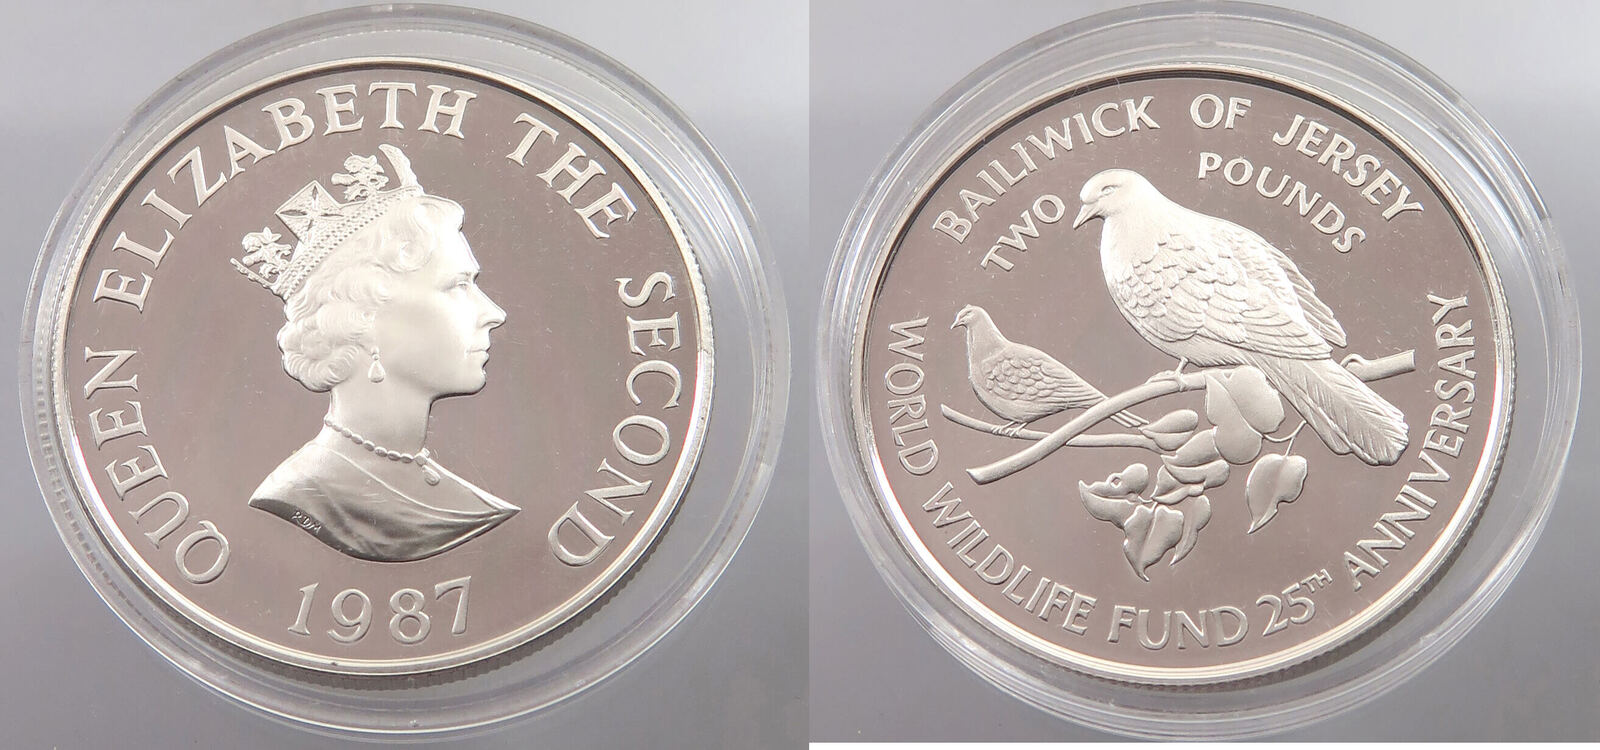 QUEEN ELIZABETH THE SECOND
RDM
1987
BAILIWICK OF JERSEY
TWO POUNDS
WORLD WILDLIFE FUND 25TH ANNIVERSARY